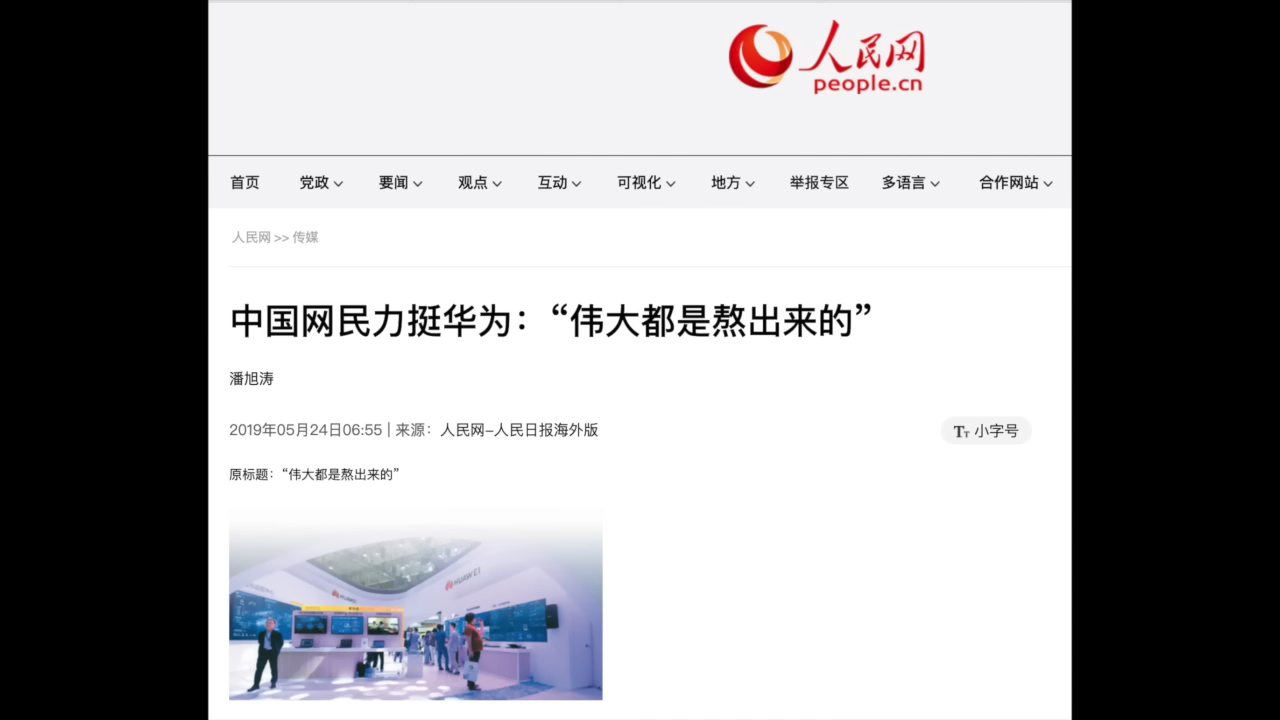 人民网
people.cn
首页 党政 要闻 观点 互动 可视化 地方 举报专区 多语言 合作网站
人民网 >> 传媒
中国网民力挺华为：“伟大都是熬出来的”
潘旭涛
2019年05月24日06:55 | 来源：人民网－人民日报海外版
Tт 小字号
原标题：“伟大都是熬出来的”
HUAWEI
HUAWEI